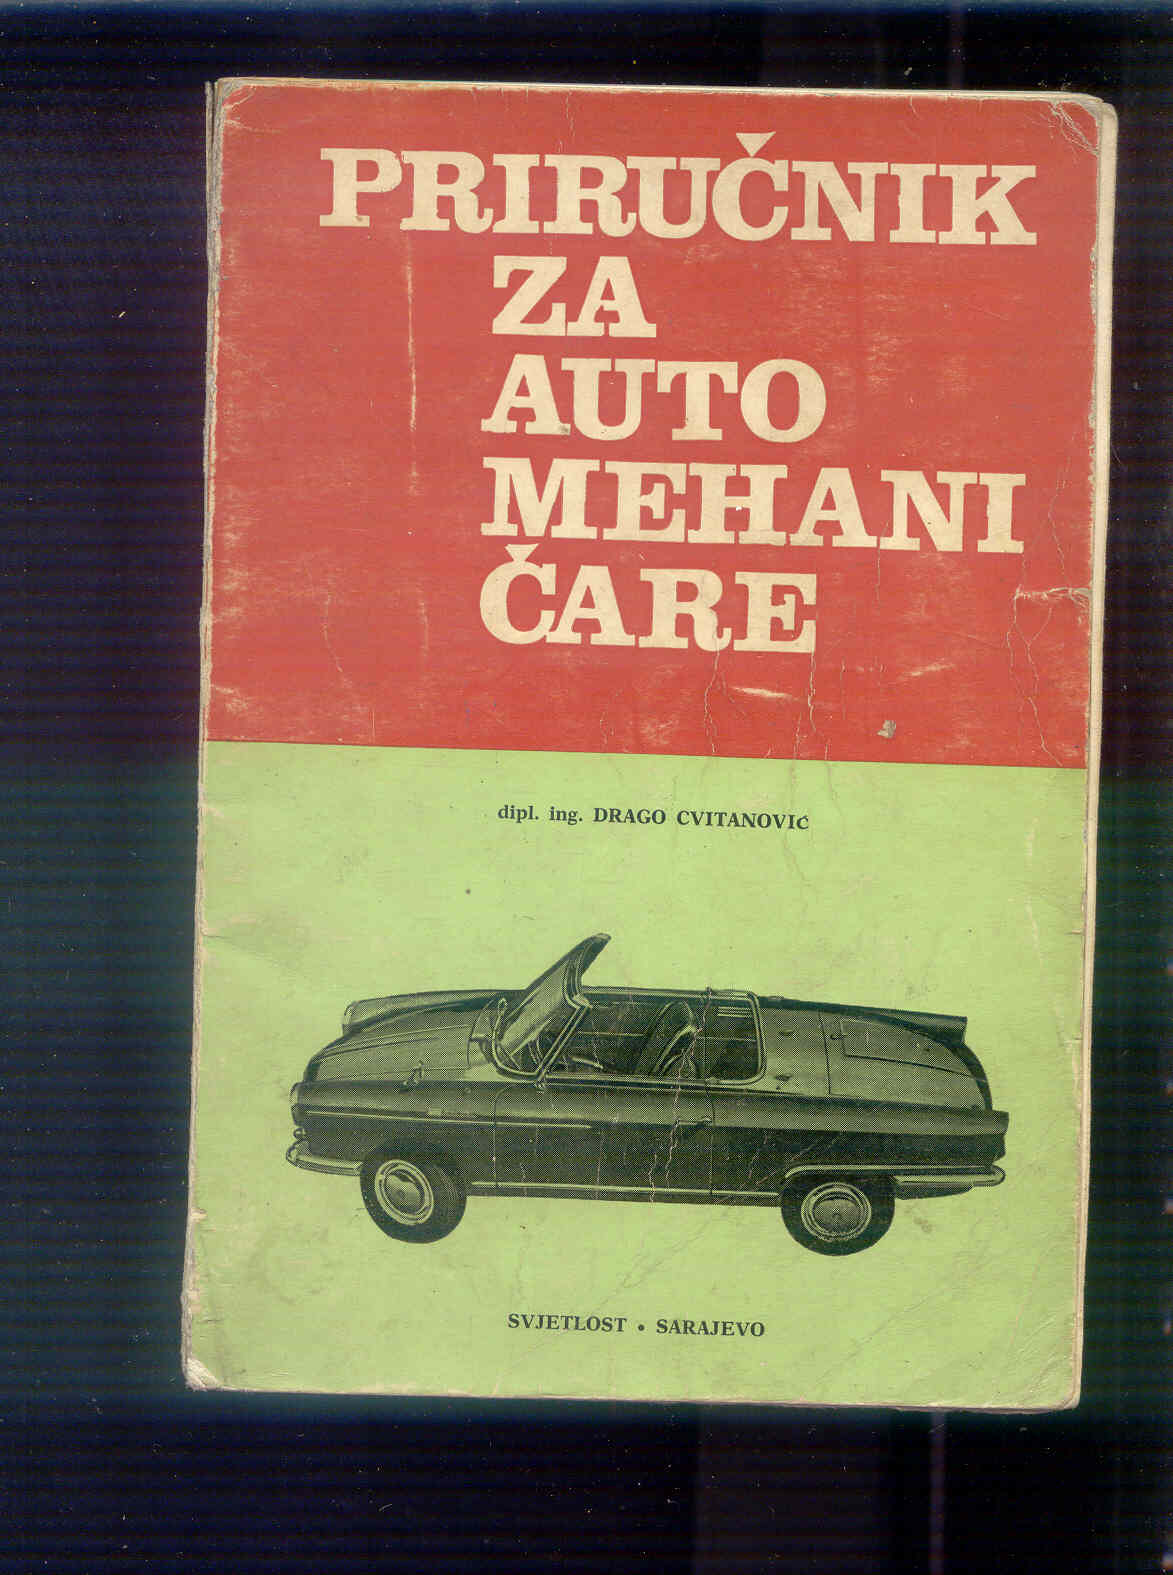 PRIRUČNIK
ZA
AUTO
MEHANI
ČARE
dipl. ing. DRAGO CVITANOVIĆ
SVJETLOST • SARAJEVO